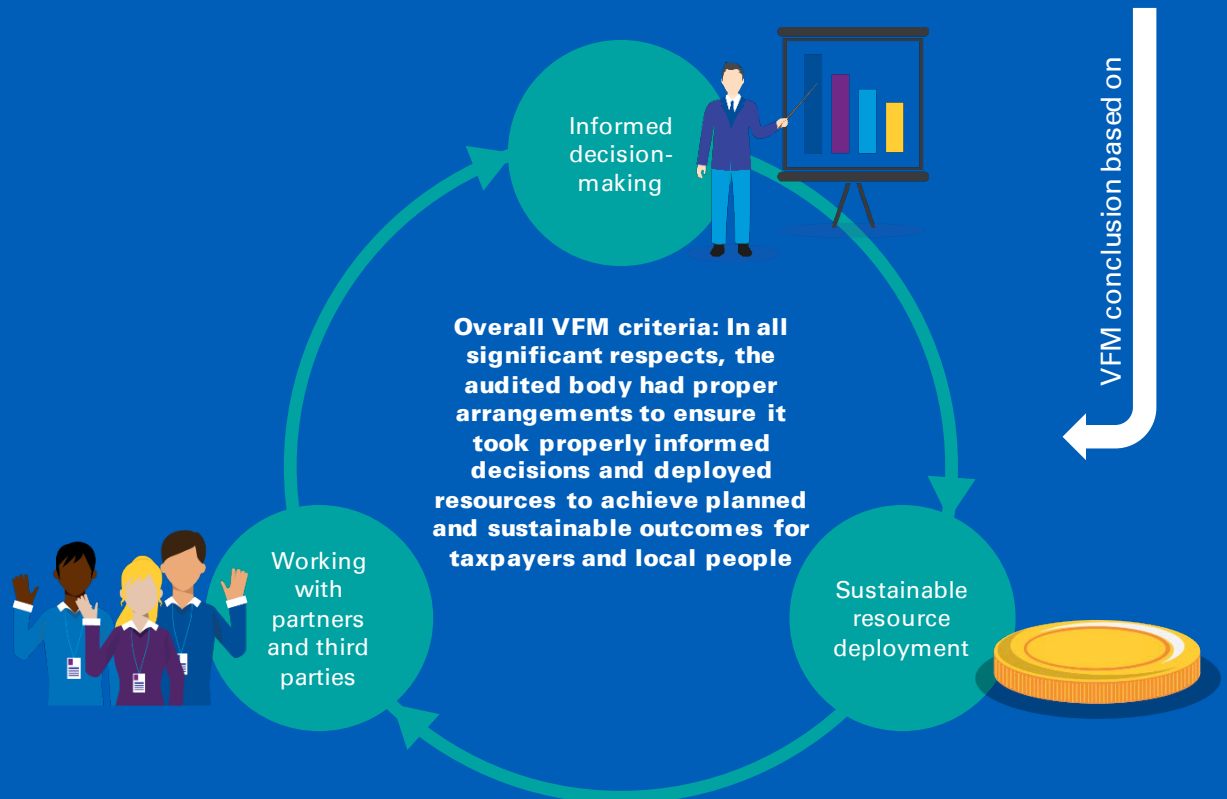 Informed
decision-
making
VFM conclusion based on
Overall VFM criteria: In all
significant respects, the
audited body had proper
arrangements to ensure it
took properly informed
decisions and deployed
resources to achieve planned
and sustainable outcomes for
taxpayers and local people
Working
with
partners
and third
parties
Sustainable
resource
deployment